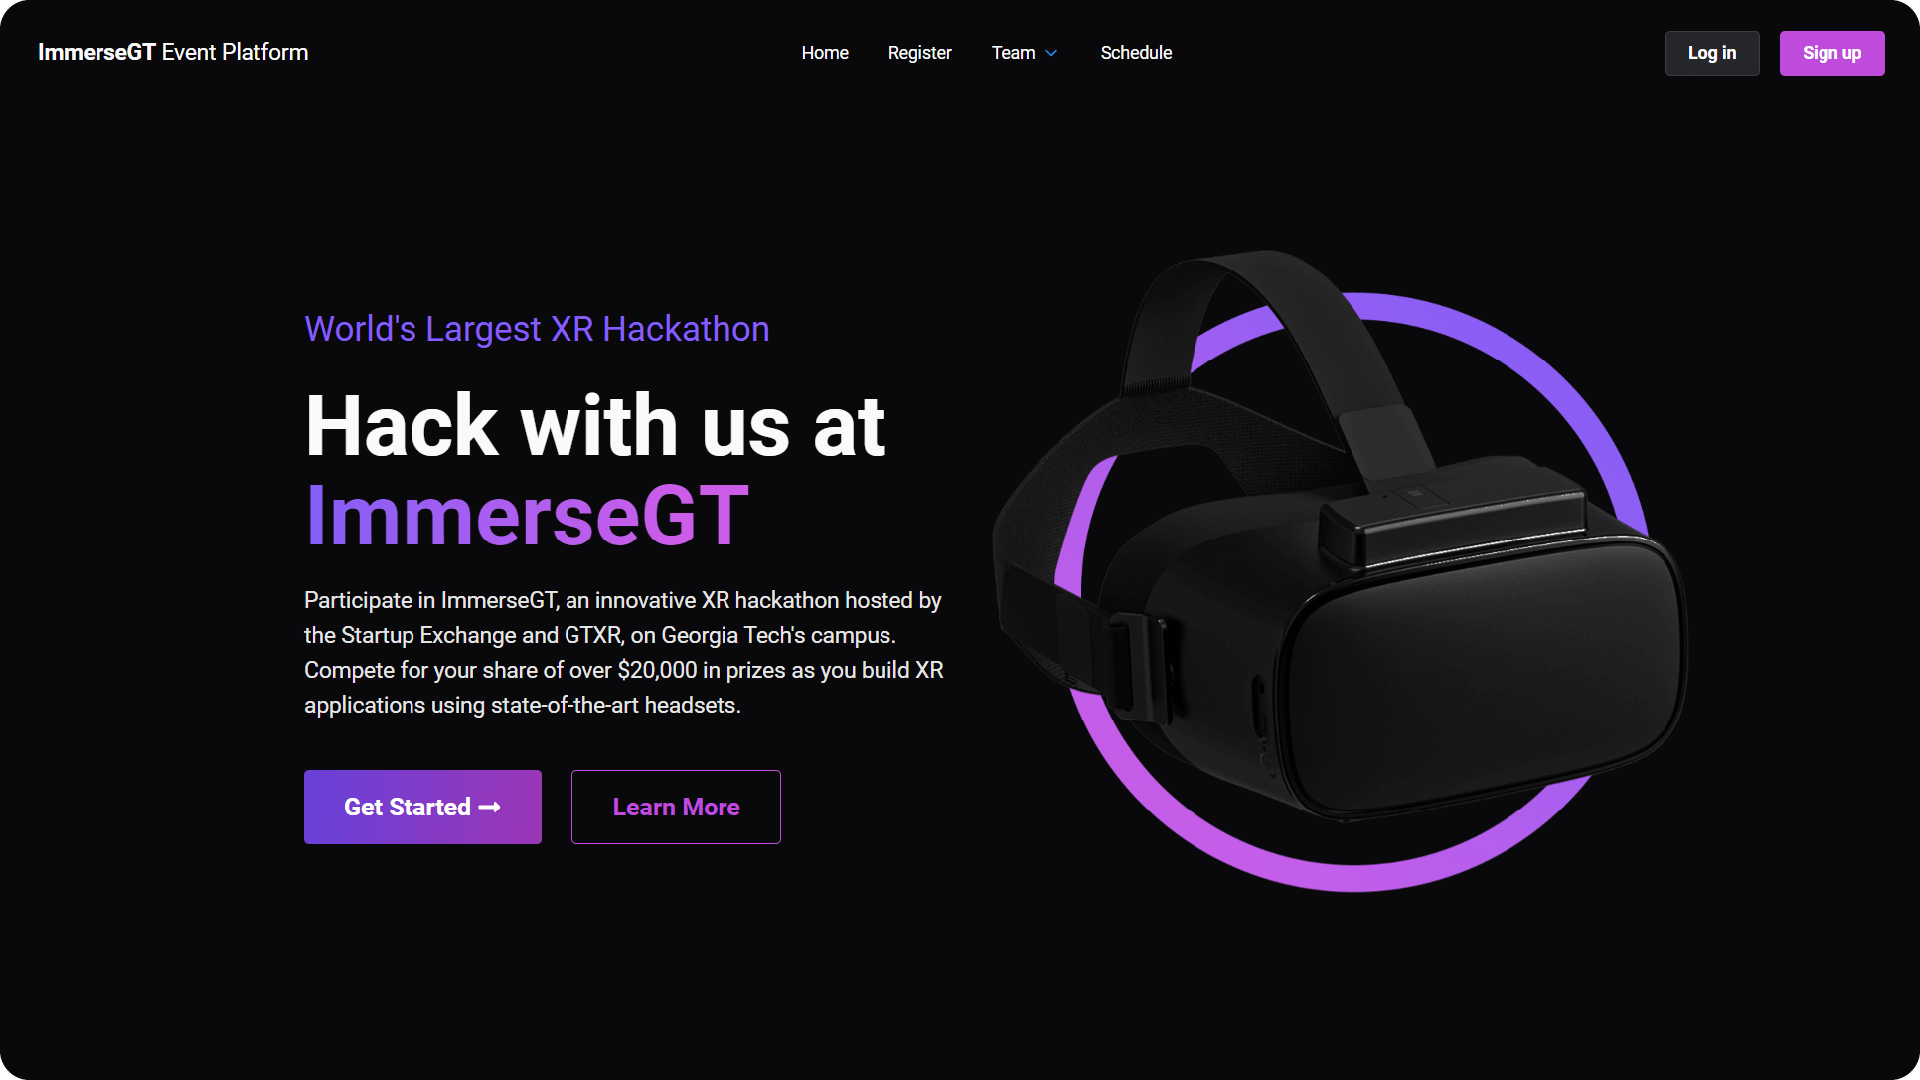 ImmerseGT Event Platform
Home
Register
Team
Schedule
Log in
Sign up
World's Largest XR Hackathon
Hack with us at
ImmerseGT
Participate in ImmerseGT, an innovative XR hackathon hosted by
the Startup Exchange and GTXR, on Georgia Tech's campus.
Compete for your share of over $20,000 in prizes as you build XR
applications using state-of-the-art headsets.
Get Started →
Learn More